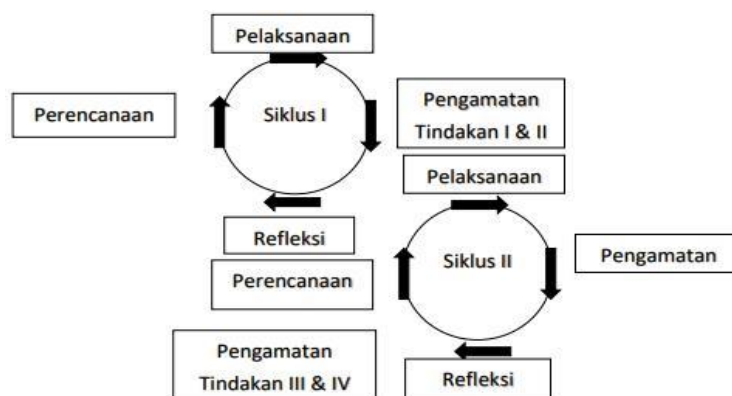 Pelaksanaan
Perencanaan
Siklus I
Pengamatan
Tindakan I & II
Pelaksanaan
Refleksi
Perencanaan
Siklus II
Pengamatan
Pengamatan
Tindakan III & IV
Refleksi